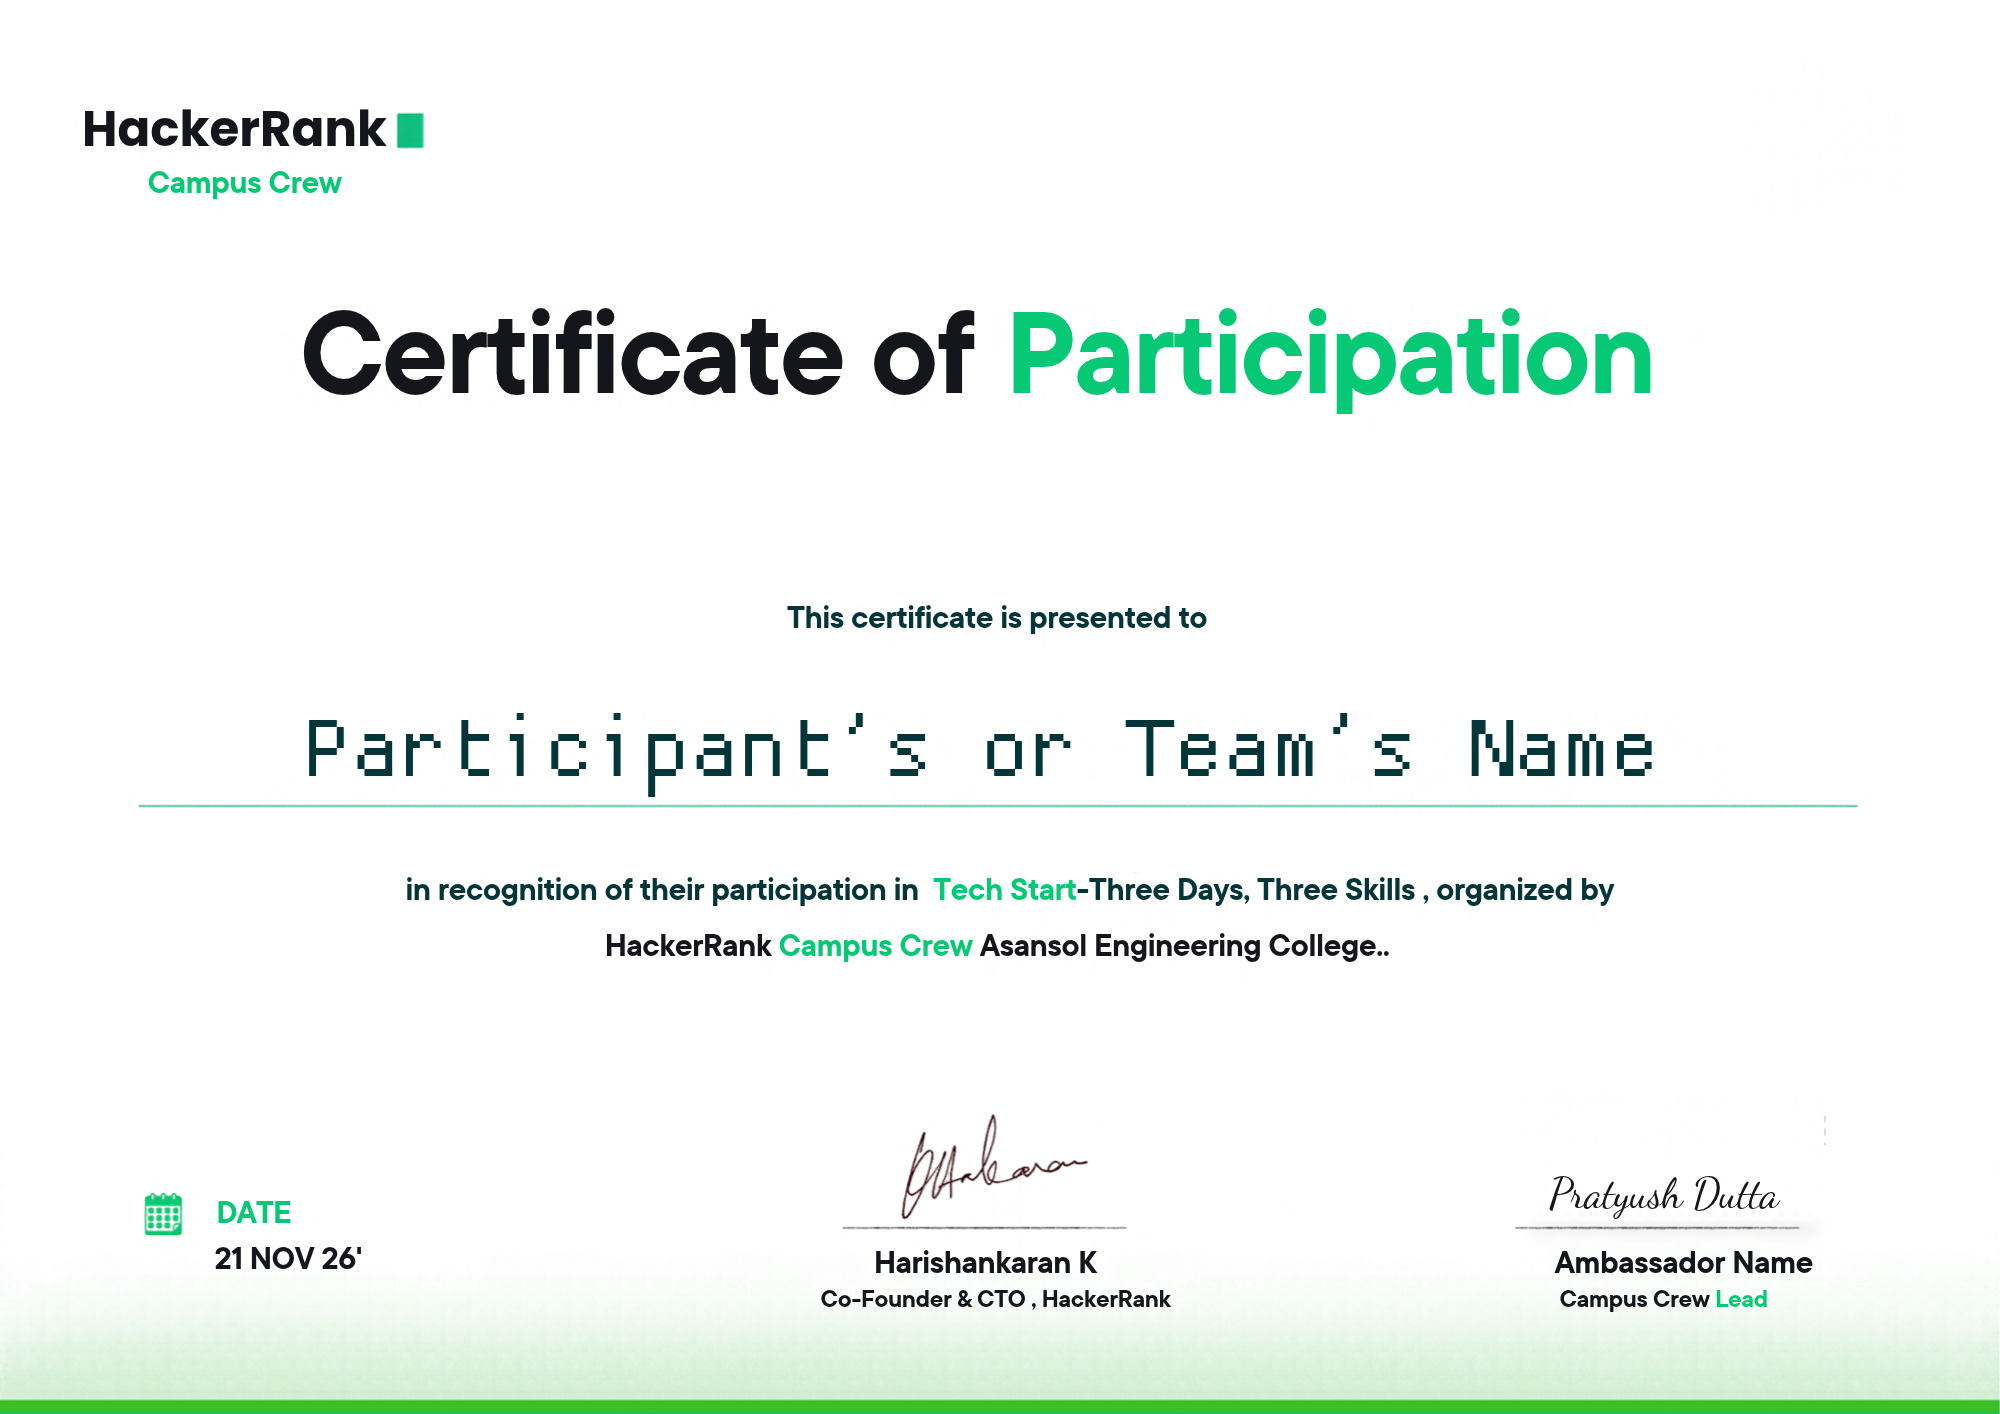 HackerRank
Campus Crew
Certificate of Participation
This certificate is presented to
Participant's or Team's Name
in recognition of their participation in Tech Start-Three Days, Three Skills , organized by
HackerRank Campus Crew Asansol Engineering College..
DATE
21 NOV 26'
Harishankaran K
Co-Founder & CTO , HackerRank
Pratyush Dutta
Ambassador Name
Campus Crew Lead